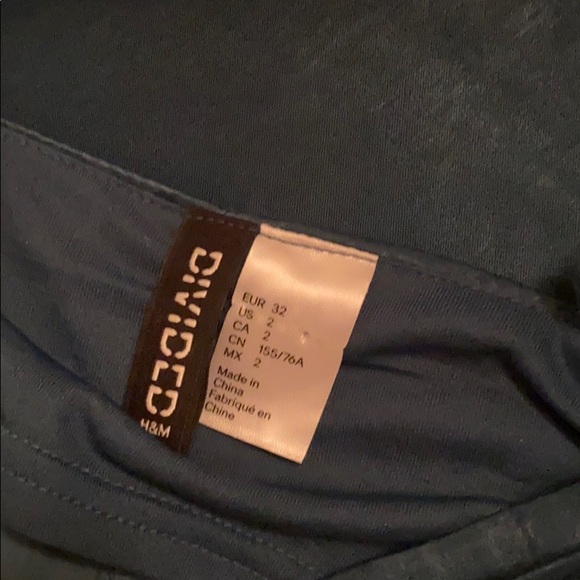 DIVIDED
H&M
EUR 32
US 2
CA 2
CN 155/76A
MX 2
Made in
China
Fabriqué en
Chine